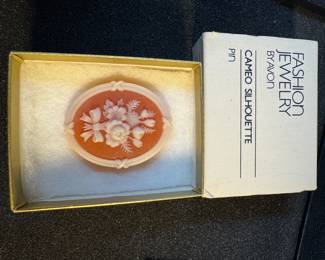 FASHION
JEWELRY
BY AVON
CAMEO SILHOUETTE
PIN